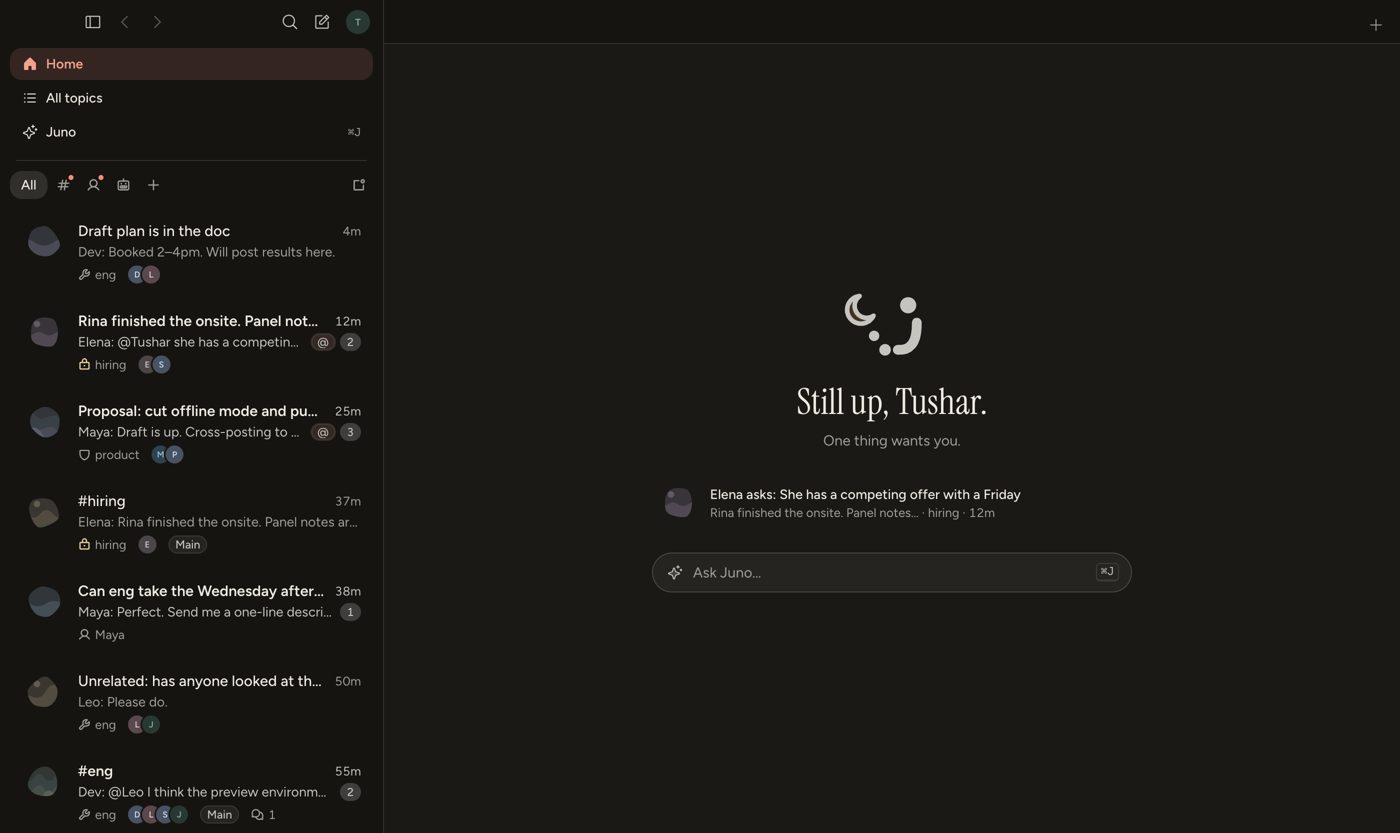 T
Home
All topics
Juno ⌘J
All
Draft plan is in the doc 4m
Dev: Booked 2–4pm. Will post results here.
eng D L
Rina finished the onsite. Panel not... 12m
Elena: @Tushar she has a competin... @ 2
hiring E S
Proposal: cut offline mode and pu... 25m
Maya: Draft is up. Cross-posting to ... @ 3
product M P
#hiring 37m
Elena: Rina finished the onsite. Panel notes ar...
hiring E Main
Can eng take the Wednesday after... 38m
Maya: Perfect. Send me a one-line descri... 1
Maya
Unrelated: has anyone looked at th... 50m
Leo: Please do.
eng L J
#eng 55m
Dev: @Leo I think the preview environm... 2
eng D L S J Main 1
Still up, Tushar.
One thing wants you.
Elena asks: She has a competing offer with a Friday
Rina finished the onsite. Panel notes... · hiring · 12m
Ask Juno... ⌘J